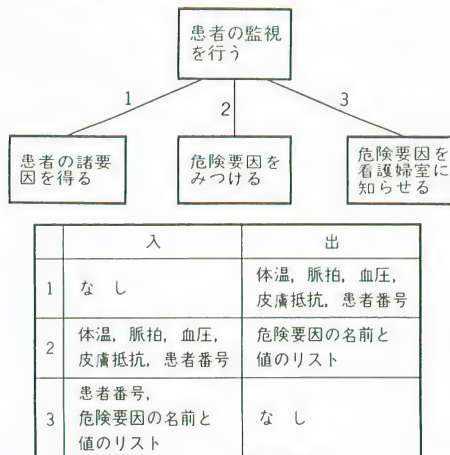 患者の監視
を行う
1
2
3
患者の諸要
因を得る
危険要因を
みつける
危険要因を
看護婦室に
知らせる
入
出
1
なし
体温, 脈拍, 血圧,
皮膚抵抗, 患者番号
2
体温, 脈拍, 血圧,
皮膚抵抗, 患者番号
危険要因の名前と
値のリスト
3
患者番号,
危険要因の名前と
値のリスト
なし